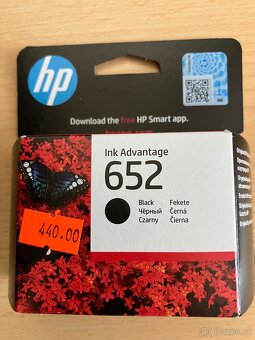 hp
Download the free HP Smart app.
Ink Advantage
652
Black Fekete
Чёрный Černá
Czarny Čierna
440.00